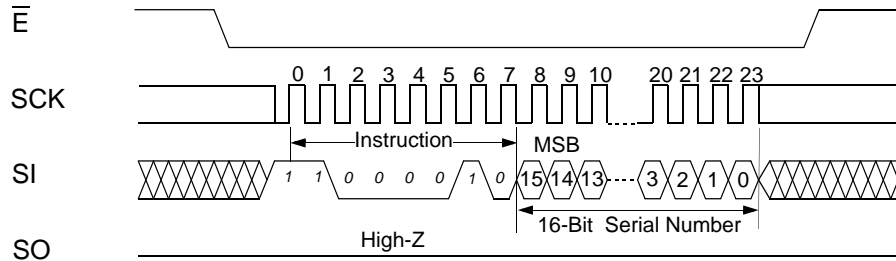 E
SCK 0 1 2 3 4 5 6 7 8 9 10 20 21 22 23
Instruction MSB
SI 1 1 0 0 0 0 1 0 15 14 13 3 2 1 0
16-Bit Serial Number
High-Z
SO